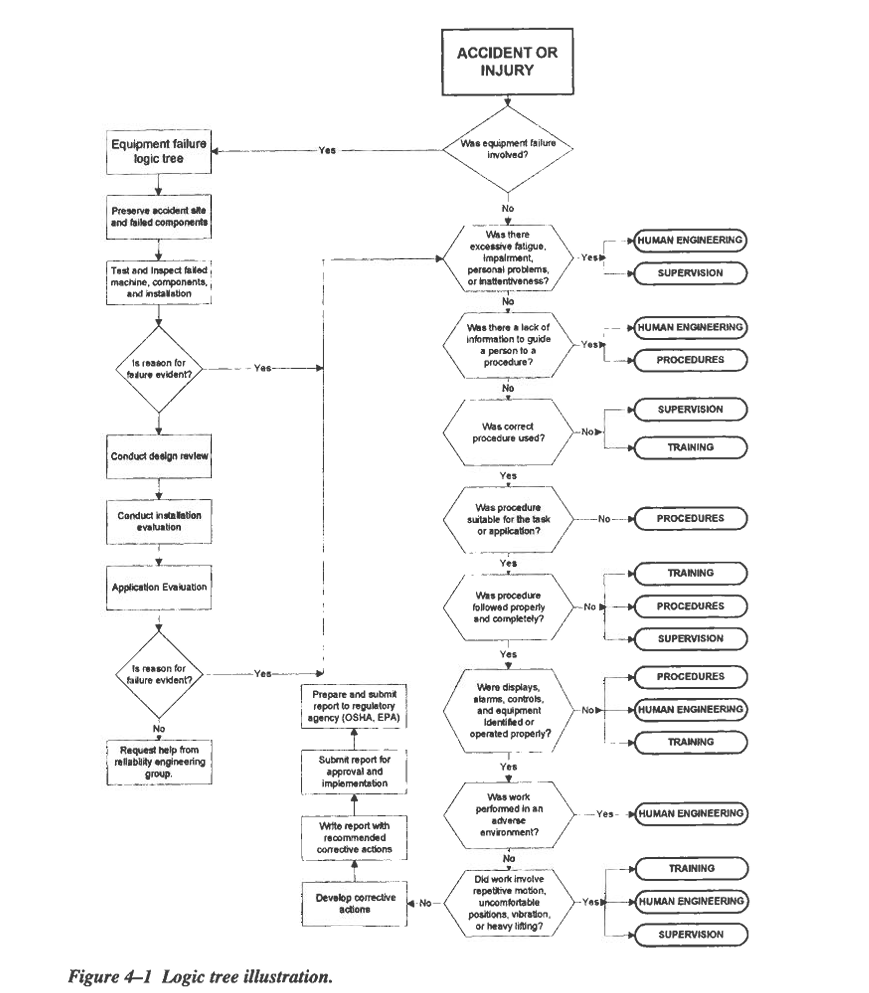 ACCIDENT OR
INJURY
Was equipment failure
involved?
Yes
Equipment failure
logic tree
Preserve accident site
and failed components
Test and Inspect failed
machine, components,
and installation
Is reason for
failure evident?
Yes
Conduct design review
Conduct installation
evaluation
Application Evaluation
Is reason for
failure evident?
Yes
No
Request help from
reliability engineering
group.
No
Was there
excessive fatigue,
impairment,
personal problems,
or inattentiveness?
Yes
HUMAN ENGINEERING
SUPERVISION
No
Was there a lack of
information to guide
a person to a
procedure?
Yes
HUMAN ENGINEERING
PROCEDURES
No
Was correct
procedure used?
No
SUPERVISION
TRAINING
Yes
Was procedure
suitable for the task
or application?
No
PROCEDURES
Yes
Was procedure
followed properly
and completely?
No
TRAINING
PROCEDURES
SUPERVISION
Yes
Were displays,
alarms, controls,
and equipment
identified or
operated properly?
No
PROCEDURES
HUMAN ENGINEERING
TRAINING
Yes
Was work
performed in an
adverse
environment?
Yes
HUMAN ENGINEERING
No
Did work involve
repetitive motion,
uncomfortable
positions, vibration,
or heavy lifting?
Yes
TRAINING
HUMAN ENGINEERING
SUPERVISION
No
Develop corrective
actions
Write report with
recommended
corrective actions
Submit report for
approval and
implementation
Prepare and submit
report to regulatory
agency (OSHA, EPA)
Figure 4–1 Logic tree illustration.